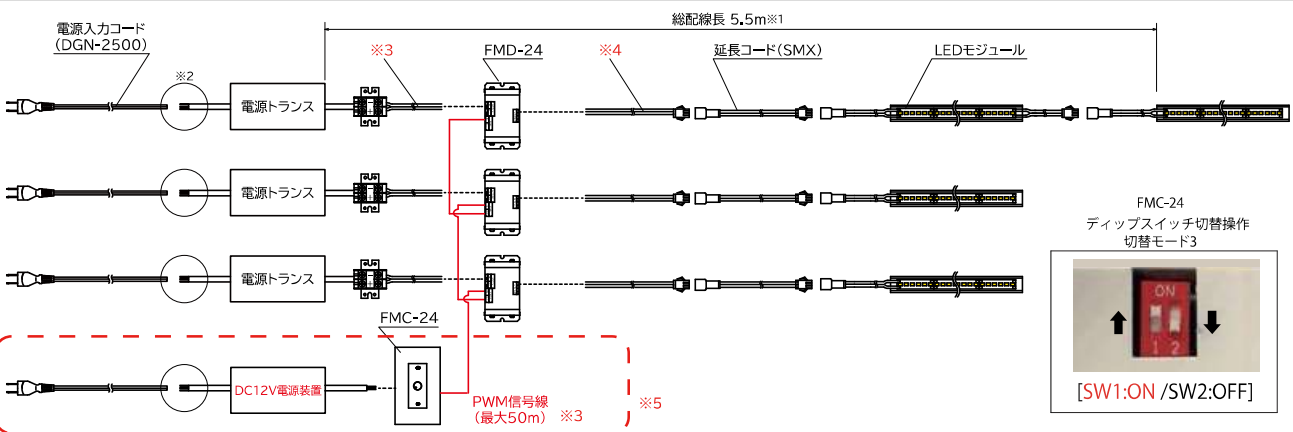 総配線長 5.5m※1
電源入力コード
(DGN-2500)
※2
電源トランス
※3
FMD-24
※4
延長コード(SMX)
LEDモジュール
電源トランス
電源トランス
FMC-24
DC12V電源装置
PWM信号線
(最大50m) ※3
※5
FMC-24
ディップスイッチ切替操作
切替モード3
ON
1 2
[SW1:ON /SW2:OFF]